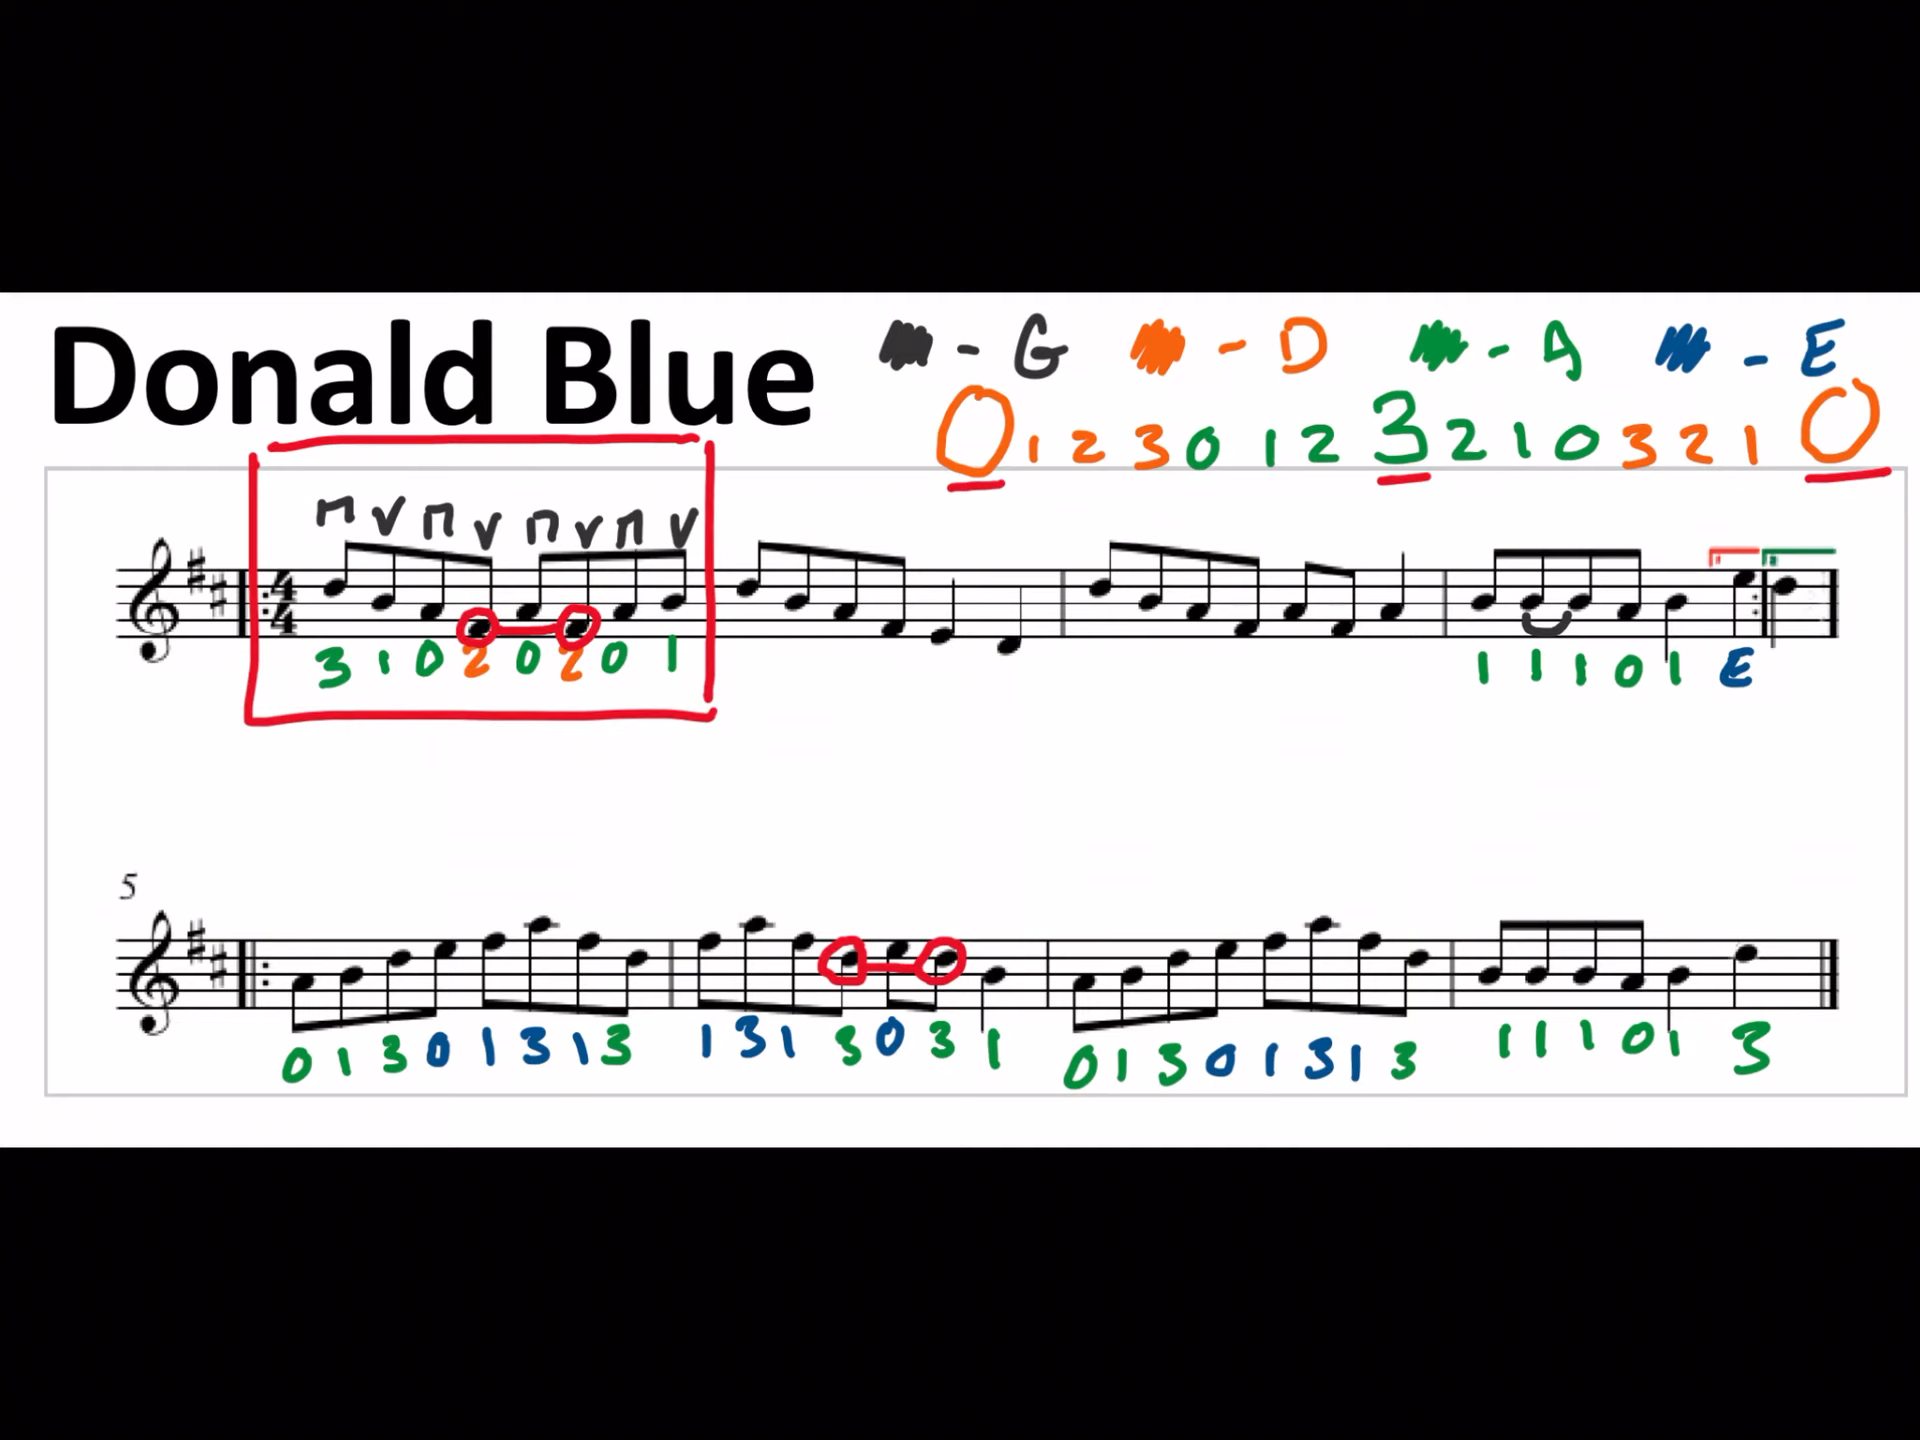 Donald Blue
- G - D - A - E
0 1 2 3 0 1 2 3 2 1 0 3 2 1 0
4
4
3 1 0 2 0 2 0 1
1 1 1 0 1 E
5
0 1 3 0 1 3 1 3 1 3 1 3 0 3 1 0 1 3 0 1 3 1 3 1 1 1 0 1 3